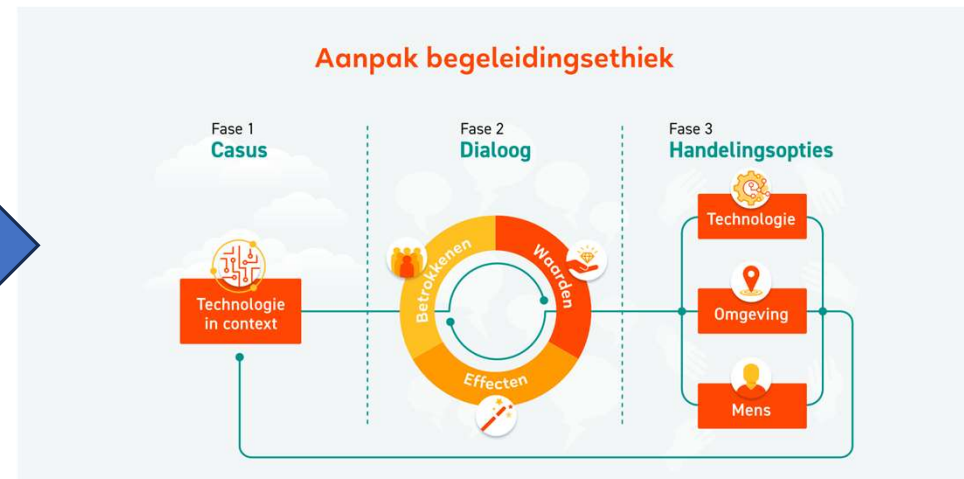 Aanpak begeleidingsethiek
Fase 1
Casus
Technologie
in context
Fase 2
Dialoog
Betrokkenen
Waarden
Effecten
Fase 3
Handelingsopties
Technologie
Omgeving
Mens